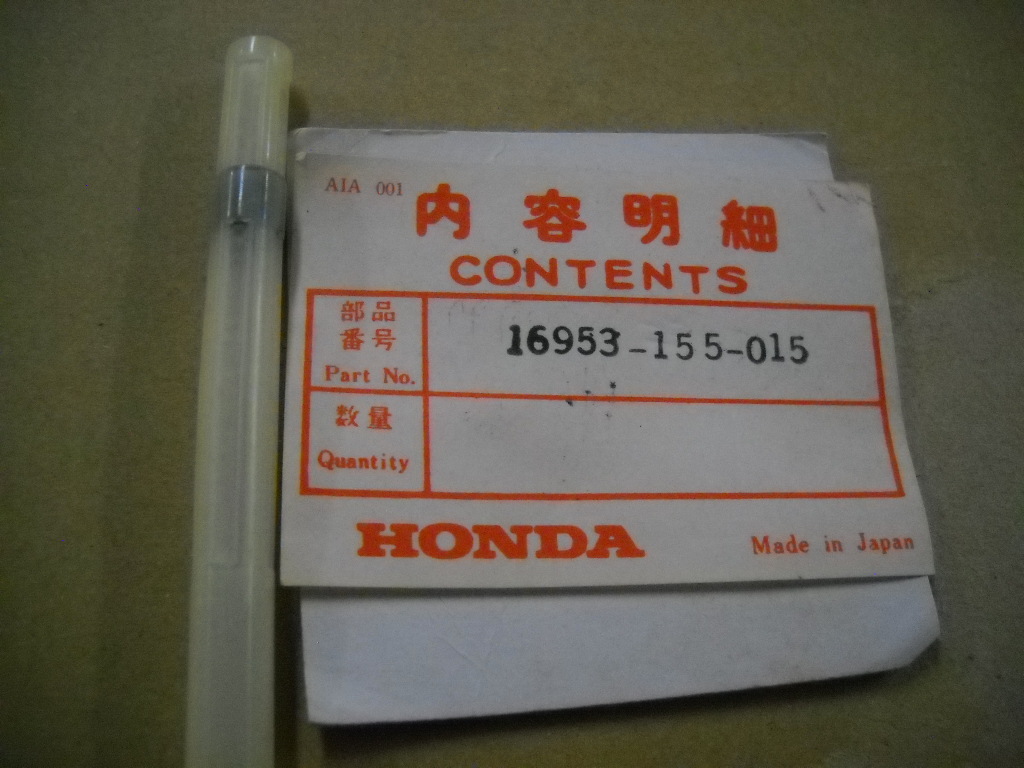 AIA 001
内容明細
CONTENTS
部品
番号
Part No.
16953-155-015
数量
Quantity
HONDA
Made in Japan